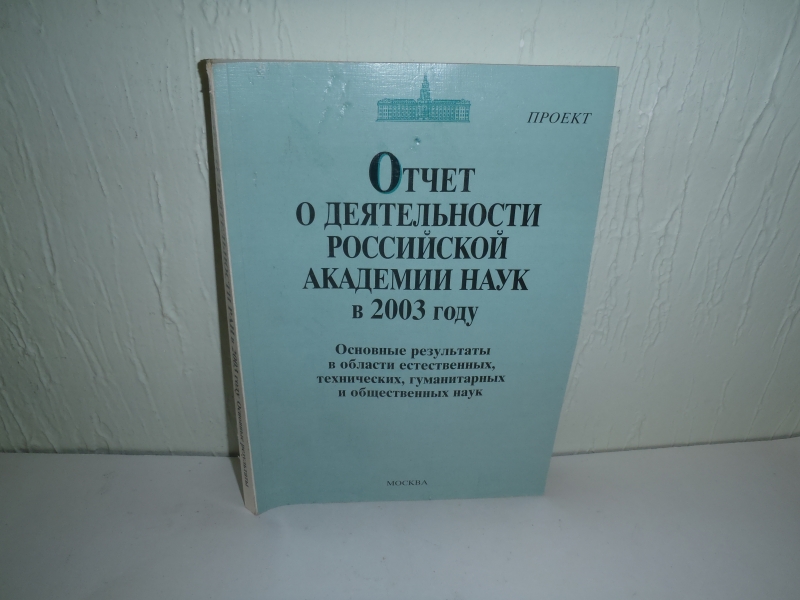 ПРОЕКТ
ОТЧЕТ
О ДЕЯТЕЛЬНОСТИ
РОССИЙСКОЙ
АКАДЕМИИ НАУК
в 2003 году
Основные результаты
в области естественных,
технических, гуманитарных
и общественных наук
МОСКВА